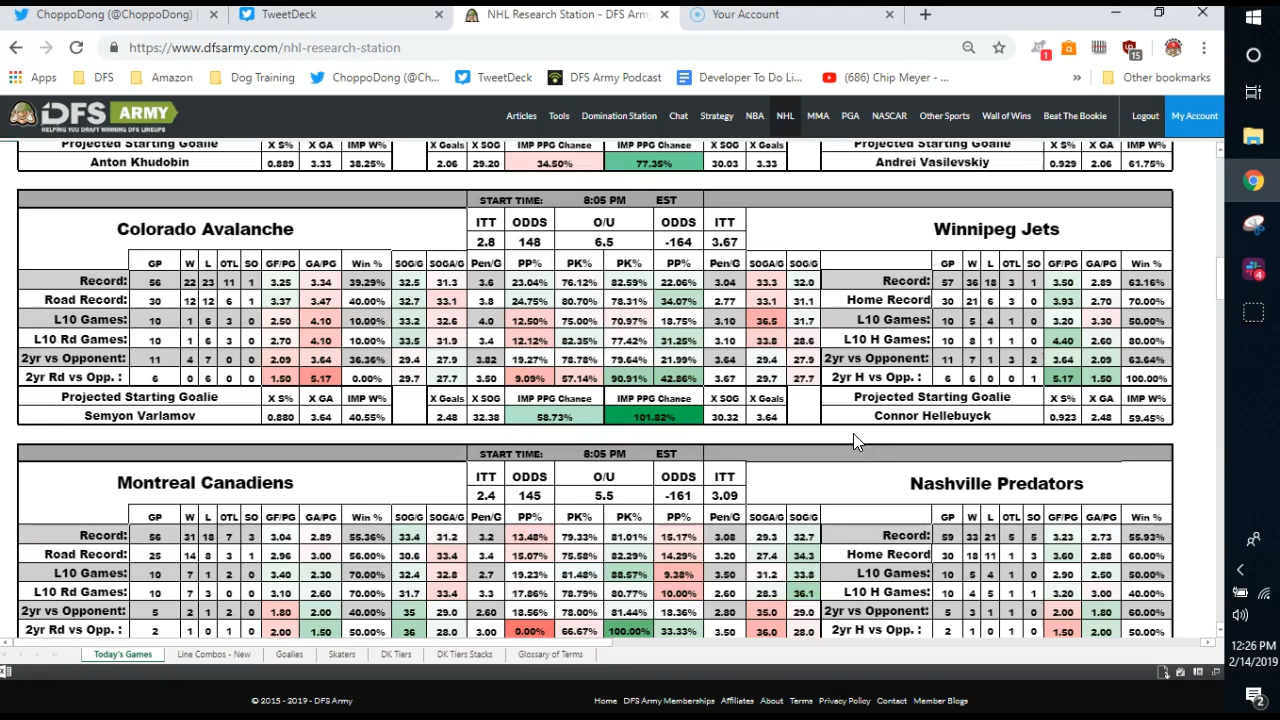 ChoppoDong (@ChoppoDong) TweetDeck NHL Research Station - DFS Arm Your Account
https://www.dfsarmy.com/nhl-research-station 1 15
Apps DFS Amazon Dog Training ChoppoDong (@Ch... TweetDeck DFS Army Podcast Developer To Do Li... (686) Chip Meyer - ... » Other bookmarks
DFS ARMY Articles Tools Domination Station Chat Strategy NBA NHL MMA PGA NASCAR Other Sports Wall of Wins Beat The Bookie Logout My Account
HELPING YOU DRAFT WINNING DFS LINEUPS
Projected Starting Goalie X S% X GA IMP W% X Goals X SOG IMP PPG Chance IMP PPG Chance X SOG X Goals Projected Starting Goalie X S% X GA IMP W%
Anton Khudobin 0.889 3.33 38.25% 2.06 29.20 34.50% 77.35% 30.03 3.33 Andrei Vasilevskiy 0.929 2.06 61.75%
START TIME: 8:05 PM EST
Colorado Avalanche ITT ODDS O/U ODDS ITT Winnipeg Jets
2.8 148 6.5 -164 3.67
GP W L OTL SO GF/PG GA/PG Win % SOG/G SOGA/G Pen/G PP% PK% PK% PP% Pen/G SOGA/G SOG/G GP W L OTL SO GF/PG GA/PG Win %
Record: 56 22 23 11 1 3.25 3.34 39.29% 32.5 31.3 3.6 23.04% 76.12% 82.59% 22.06% 3.04 33.3 32.0 Record: 57 36 18 3 1 3.50 2.89 63.16%
Road Record: 30 12 12 6 1 3.37 3.47 40.00% 32.7 33.1 3.8 24.75% 80.70% 78.31% 34.07% 2.77 33.1 31.1 Home Record 30 21 6 3 0 3.93 2.70 70.00%
L10 Games: 10 1 6 3 0 2.50 4.10 10.00% 33.2 32.6 4.0 12.50% 75.00% 70.97% 18.75% 3.10 36.5 31.7 L10 Games: 10 5 4 1 0 3.20 3.30 50.00%
L10 Rd Games: 10 1 6 3 0 2.70 4.10 10.00% 33.5 31.9 3.4 12.12% 82.35% 77.42% 31.25% 3.10 33.8 28.6 L10 H Games: 10 8 1 1 0 4.40 2.60 80.00%
2yr vs Opponent: 11 4 7 0 0 2.09 3.64 36.36% 29.4 27.9 3.82 19.27% 78.78% 79.64% 21.99% 3.64 29.4 27.9 2yr vs Opponent: 11 7 1 3 2 3.64 2.09 63.64%
2yr Rd vs Opp. : 6 0 6 0 0 1.50 5.17 0.00% 29.7 27.7 3.50 9.09% 57.14% 90.91% 42.86% 3.67 29.7 27.7 2yr H vs Opp. : 6 6 0 0 1 5.17 1.50 100.00%
Projected Starting Goalie X S% X GA IMP W% X Goals X SOG IMP PPG Chance IMP PPG Chance X SOG X Goals Projected Starting Goalie X S% X GA IMP W%
Semyon Varlamov 0.880 3.64 40.55% 2.48 32.38 58.73% 101.82% 30.32 3.64 Connor Hellebuyck 0.923 2.48 59.45%
START TIME: 8:05 PM EST
Montreal Canadiens ITT ODDS O/U ODDS ITT Nashville Predators
2.4 145 5.5 -161 3.09
GP W L OTL SO GF/PG GA/PG Win % SOG/G SOGA/G Pen/G PP% PK% PK% PP% Pen/G SOGA/G SOG/G GP W L OTL SO GF/PG GA/PG Win %
Record: 56 31 18 7 3 3.04 2.89 55.36% 33.4 31.2 3.2 13.48% 79.33% 81.01% 15.17% 3.08 29.3 32.7 Record: 59 33 21 5 5 3.23 2.73 55.93%
Road Record: 25 14 8 3 1 2.96 3.00 56.00% 30.6 33.4 3.4 15.07% 75.58% 82.29% 14.29% 3.20 27.4 34.3 Home Record 30 18 11 1 3 3.60 2.88 60.00%
L10 Games: 10 7 1 2 0 3.40 2.30 70.00% 32.4 32.8 2.7 19.23% 81.48% 88.57% 9.38% 3.50 31.2 33.8 L10 Games: 10 5 4 1 0 2.90 2.50 50.00%
L10 Rd Games: 10 7 3 0 0 3.10 2.60 70.00% 31.7 33.4 3.3 17.86% 78.79% 80.77% 10.00% 2.60 28.3 36.1 L10 H Games: 10 4 5 1 1 3.20 3.00 40.00%
2yr vs Opponent: 5 2 1 2 0 1.80 2.00 40.00% 35 29.0 2.60 18.56% 78.00% 81.44% 18.36% 2.80 35.0 29.0 2yr vs Opponent: 5 3 1 1 2 2.00 1.80 60.00%
2yr Rd vs Opp. : 2 1 0 1 0 2.00 1.50 50.00% 36 28.0 3.00 0.00% 66.67% 100.00% 33.33% 3.50 36.0 28.0 2yr H vs Opp. : 2 1 0 1 0 1.50 2.00 50.00%
Today's Games Line Combos - New Goalies Skaters DK Tiers DK Tiers Stacks Glossary of Terms
© 2015 - 2019 - DFS Army Home DFS Army Memberships Affiliates About Terms Privacy Policy Contact Member Blogs
12:26 PM
2/14/2019
2